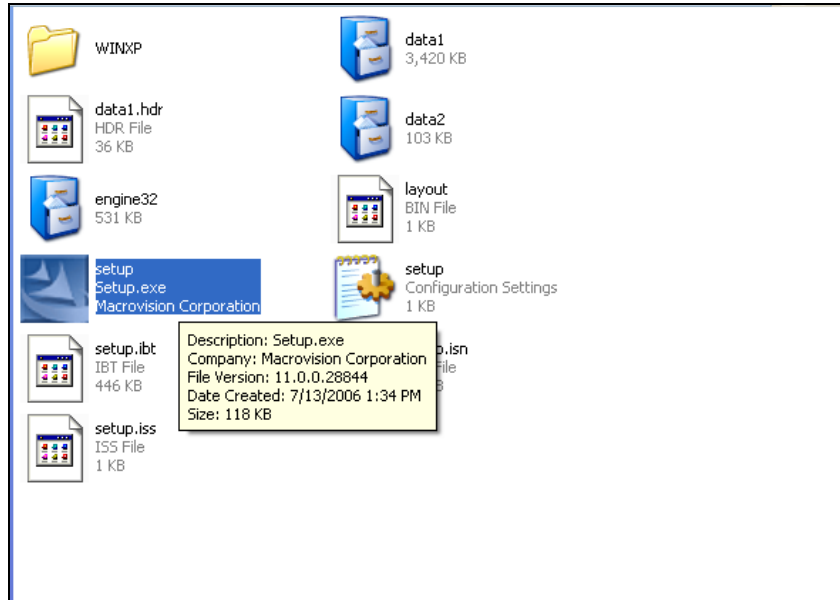 WINXP
data1
3,420 KB
data1.hdr
HDR File
36 KB
data2
103 KB
engine32
531 KB
layout
BIN File
1 KB
setup
Setup.exe
Macrovision Corporation
setup
Configuration Settings
1 KB
setup.ibt
IBT File
446 KB
Description: Setup.exe
Company: Macrovision Corporation
File Version: 11.0.0.28844
Date Created: 7/13/2006 1:34 PM
Size: 118 KB
.isn
File
setup.iss
ISS File
1 KB